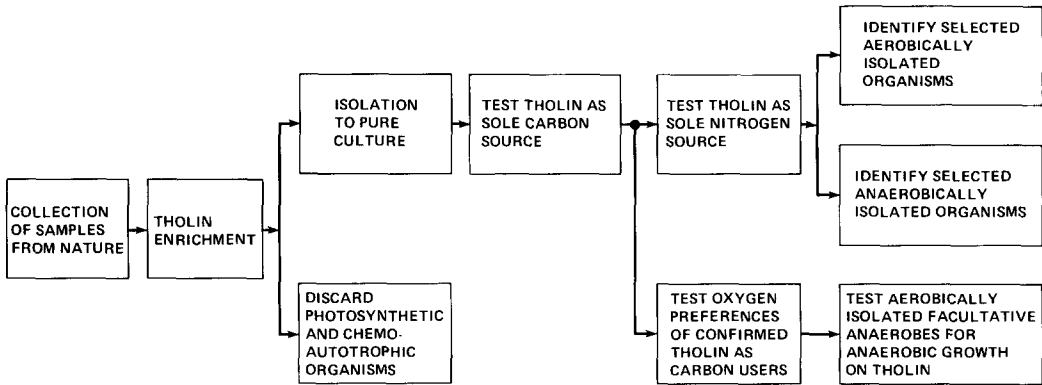 COLLECTION
OF SAMPLES
FROM NATURE
THOLIN
ENRICHMENT
ISOLATION
TO PURE
CULTURE
DISCARD
PHOTOSYNTHETIC
AND CHEMO-
AUTOTROPHIC
ORGANISMS
TEST THOLIN AS
SOLE CARBON
SOURCE
TEST THOLIN AS
SOLE NITROGEN
SOURCE
IDENTIFY SELECTED
AEROBICALLY
ISOLATED
ORGANISMS
IDENTIFY SELECTED
ANAEROBICALLY
ISOLATED ORGANISMS
TEST OXYGEN
PREFERENCES
OF CONFIRMED
THOLIN AS
CARBON USERS
TEST AEROBICALLY
ISOLATED FACULTATIVE
ANAEROBES FOR
ANAEROBIC GROWTH
ON THOLIN